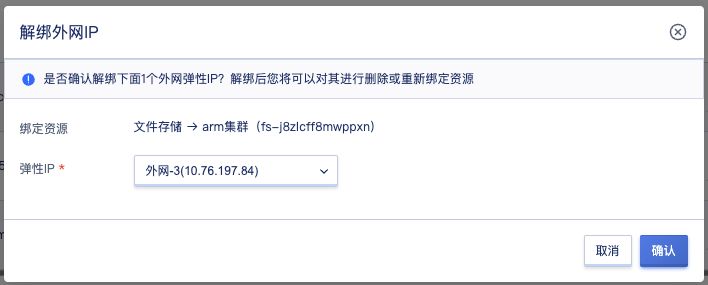 解绑外网IP
是否确认解绑下面1个外网弹性IP？解绑后您将可以对其进行删除或重新绑定资源
绑定资源 文件存储 → arm集群（fs-j8zlcff8mwppxn）
弹性IP * 外网-3(10.76.197.84)
取消 确认